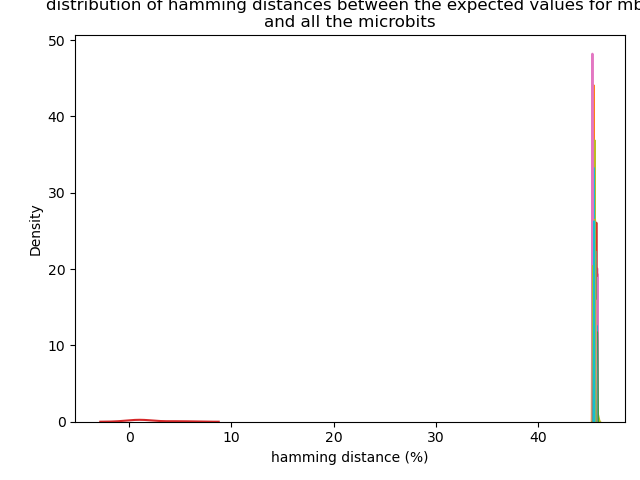 distribution of hamming distances between the expected values for
and all the microbits
50
40
30
20
10
0
Density
0 10 20 30 40
hamming distance (%)